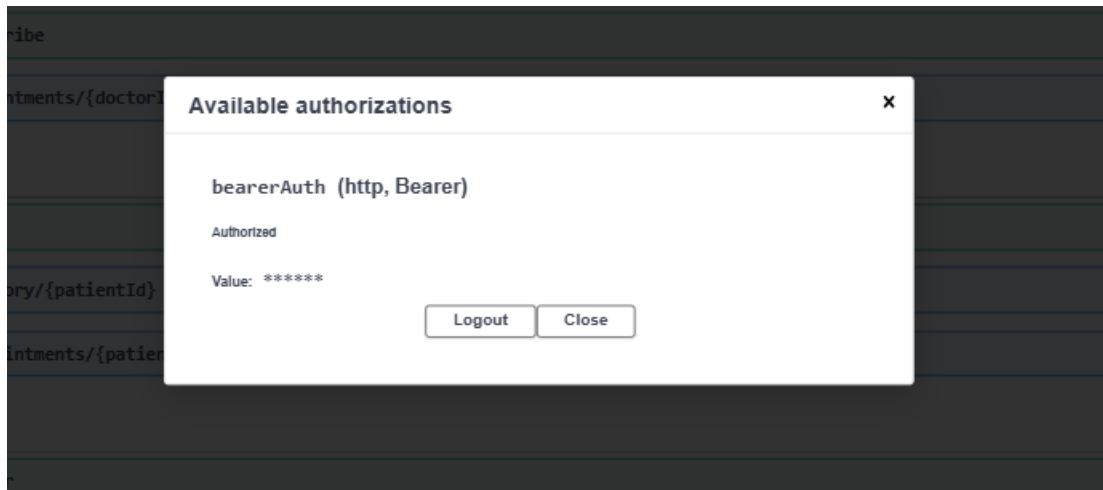 ribe
ntments/{doctorI
Available authorizations
×
bearerAuth (http, Bearer)
Authorized
Value: ******
ory/{patientId}
Logout
Close
intments/{patien